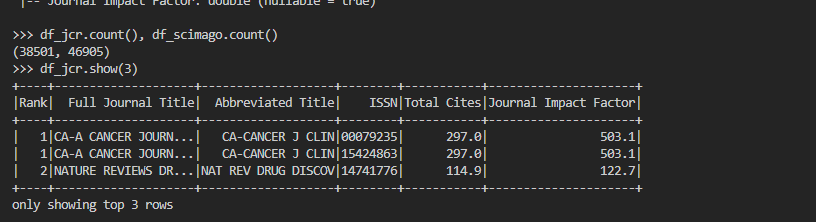 |-- Journal Impact Factor: double (nullable = true)
>>> df_jcr.count(), df_scimago.count()
(38501, 46905)
>>> df_jcr.show(3)
+----+--------------------+-----------------+--------+-----------+---------------------+
|Rank|  Full Journal Title|Abbreviated Title|    ISSN|Total Cites|Journal Impact Factor|
+----+--------------------+-----------------+--------+-----------+---------------------+
|   1|CA-A CANCER JOURN...|  CA-CANCER J CLIN|00079235|      297.0|                503.1|
|   1|CA-A CANCER JOURN...|  CA-CANCER J CLIN|15424863|      297.0|                503.1|
|   2|NATURE REVIEWS DR...|NAT REV DRUG DISCOV|14741776|      114.9|                122.7|
+----+--------------------+-----------------+--------+-----------+---------------------+
only showing top 3 rows